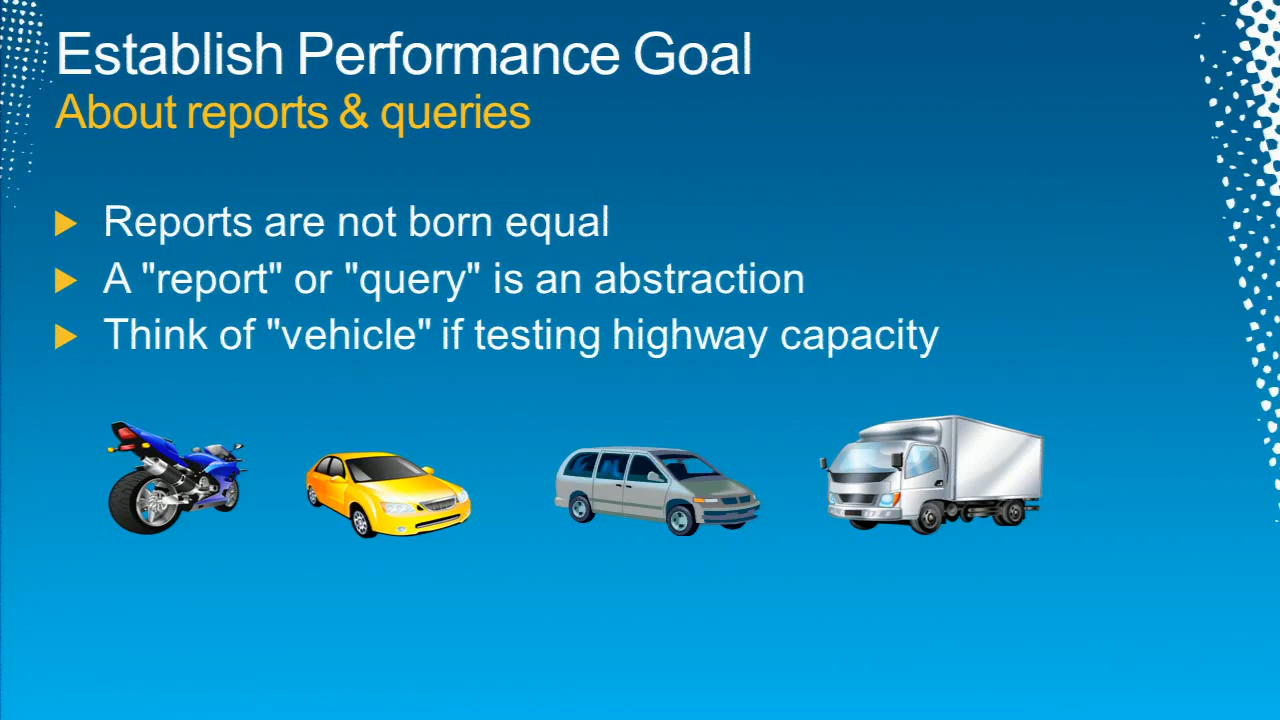 Establish Performance Goal
About reports & queries
Reports are not born equal
A "report" or "query" is an abstraction
Think of "vehicle" if testing highway capacity